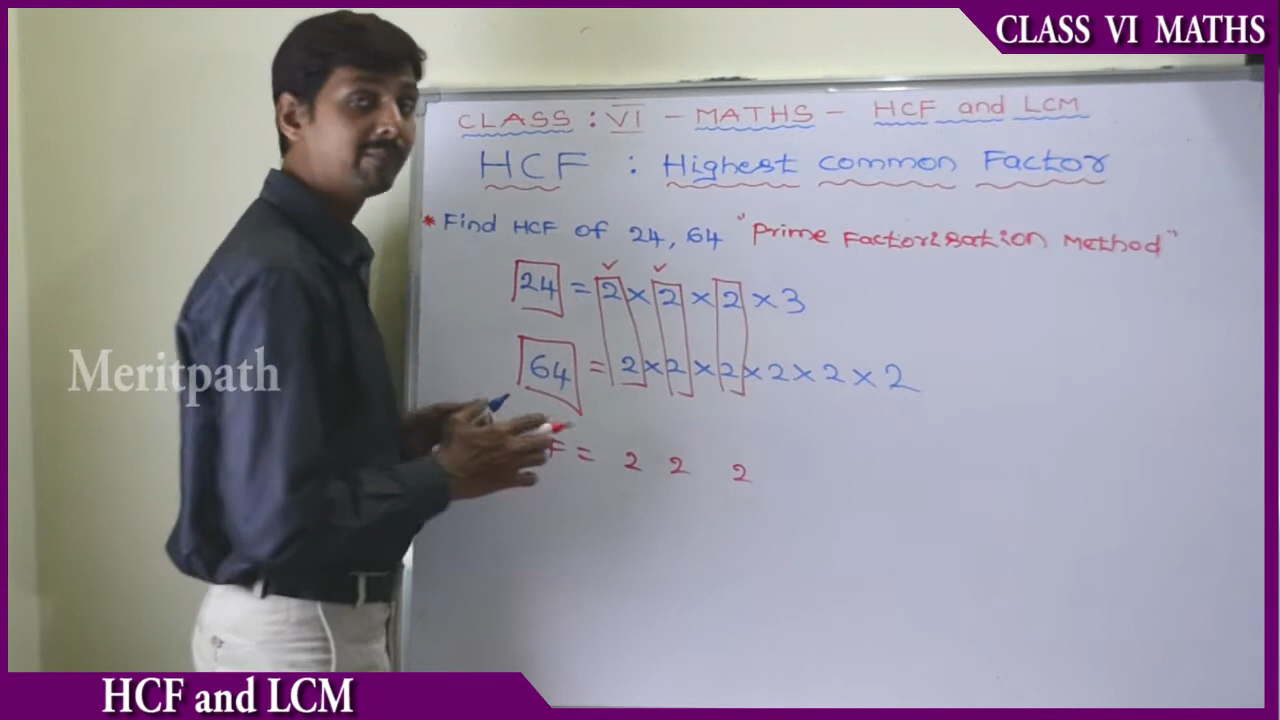 CLASS VI MATHS
CLASS : VI - MATHS - HCF and LCM
HCF : Highest common Factor
* Find HCF of 24, 64 "Prime Factorisation Method"
24 = 2 × 2 × 2 × 3
64 = 2 × 2 × 2 × 2 × 2 × 2
Meritpath
F = 2 2 2
HCF and LCM